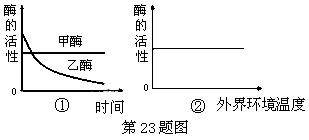 酶的活性
甲酶
乙酶
0
① 时间
酶的活性
0
② 外界环境温度
第23题图